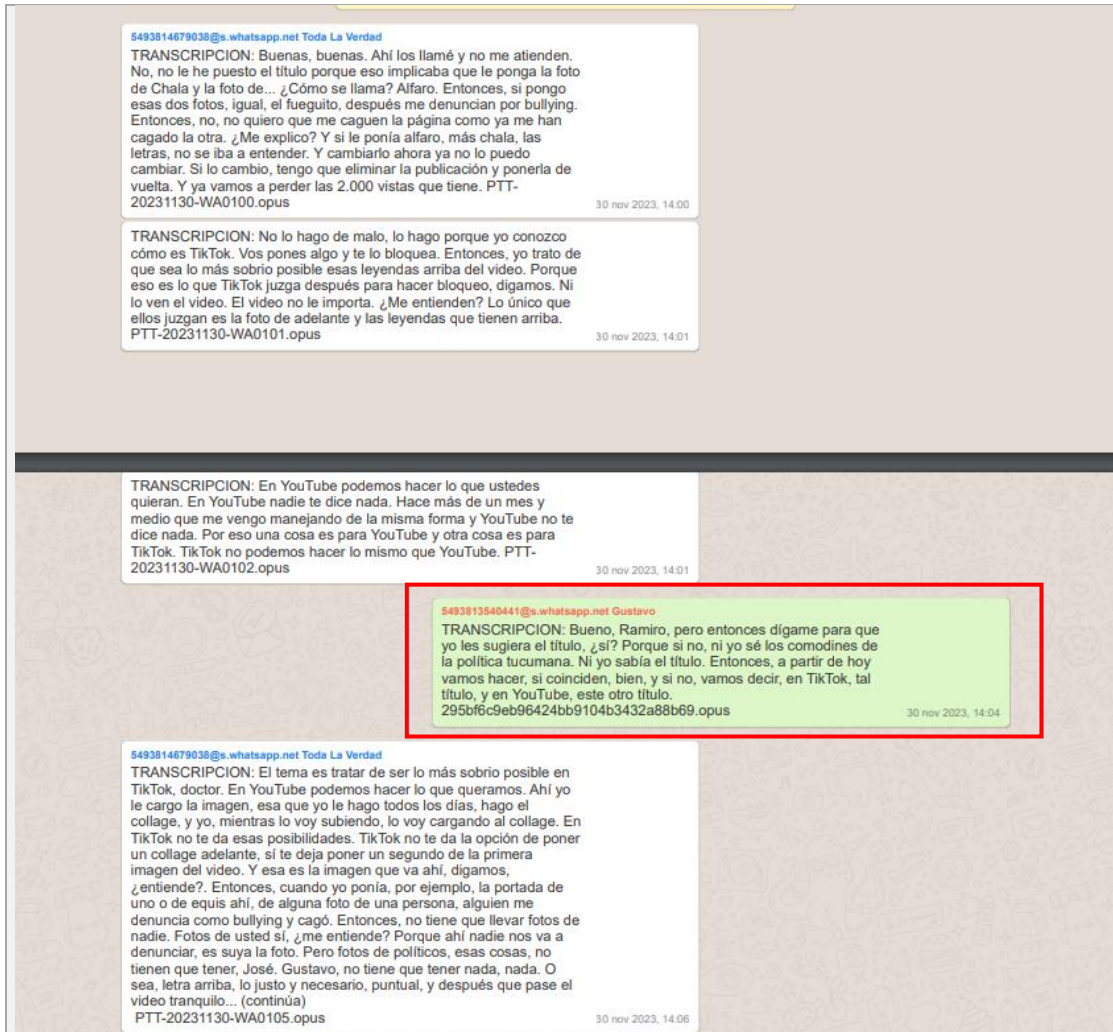 5493814679038@s.whatsapp.net Toda La Verdad
TRANSCRIPCION: Buenas, buenas. Ahí los llamé y no me atienden.
No, no le he puesto el título porque eso implicaba que le ponga la foto
de Chala y la foto de... ¿Cómo se llama? Alfaro. Entonces, si pongo
esas dos fotos, igual, el fueguito, después me denuncian por bullying.
Entonces, no, no quiero que me caguen la página como ya me han
cagado la otra. ¿Me explico? Y si le ponía alfaro, más chala, las
letras, no se iba a entender. Y cambiarlo ahora ya no lo puedo
cambiar. Si lo cambio, tengo que eliminar la publicación y ponerla de
vuelta. Y ya vamos a perder las 2.000 vistas que tiene. PTT-
20231130-WA0100.opus
30 nov 2023, 14:00
TRANSCRIPCION: No lo hago de malo, lo hago porque yo conozco
cómo es TikTok. Vos pones algo y te lo bloquea. Entonces, yo trato de
que sea lo más sobrio posible esas leyendas arriba del video. Porque
eso es lo que TikTok juzga después para hacer bloqueo, digamos. Ni
lo ven el video. El video no le importa. ¿Me entienden? Lo único que
ellos juzgan es la foto de adelante y las leyendas que tienen arriba.
PTT-20231130-WA0101.opus
30 nov 2023, 14:01
TRANSCRIPCION: En YouTube podemos hacer lo que ustedes
quieran. En YouTube nadie te dice nada. Hace más de un mes y
medio que me vengo manejando de la misma forma y YouTube no te
dice nada. Por eso una cosa es para YouTube y otra cosa es para
TikTok. TikTok no podemos hacer lo mismo que YouTube. PTT-
20231130-WA0102.opus
30 nov 2023, 14:01
5493813540441@s.whatsapp.net Gustavo
TRANSCRIPCION: Bueno, Ramiro, pero entonces dígame para que
yo les sugiera el título, ¿sí? Porque si no, ni yo sé los comodines de
la política tucumana. Ni yo sabía el título. Entonces, a partir de hoy
vamos hacer, si coinciden, bien, y si no, vamos decir, en TikTok, tal
título, y en YouTube, este otro título.
295bf6c9eb96424bb9104b3432a88b69.opus
30 nov 2023, 14:04
5493814679038@s.whatsapp.net Toda La Verdad
TRANSCRIPCION: El tema es tratar de ser lo más sobrio posible en
TikTok, doctor. En YouTube podemos hacer lo que queramos. Ahí yo
le cargo la imagen, esa que yo le hago todos los días, hago el
collage, y yo, mientras lo voy subiendo, lo voy cargando al collage. En
TikTok no te da esas posibilidades. TikTok no te da la opción de poner
un collage adelante, sí te deja poner un segundo de la primera
imagen del video. Y esa es la imagen que va ahí, digamos,
¿entiende?. Entonces, cuando yo ponía, por ejemplo, la portada de
uno o de equis ahí, de alguna foto de una persona, alguien me
denuncia como bullying y cagó. Entonces, no tiene que llevar fotos de
nadie. Fotos de usted sí, ¿me entiende? Porque ahí nadie nos va a
denunciar, es suya la foto. Pero fotos de políticos, esas cosas, no
tienen que tener, José. Gustavo, no tiene que tener nada, nada. O
sea, letra arriba, lo justo y necesario, puntual, y después que pase el
video tranquilo... (continúa)
PTT-20231130-WA0105.opus
30 nov 2023, 14:06